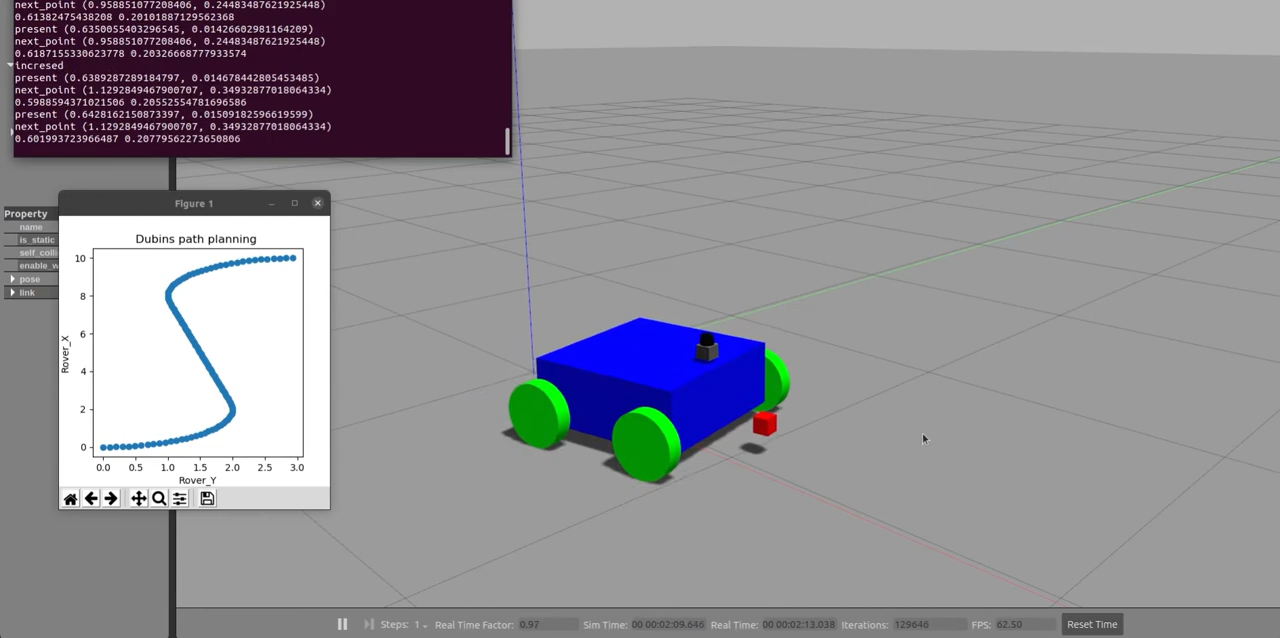 next_point (0.958851077208406, 0.24483487621925448)
0.61382475438208 0.20101887129562368
present (0.6350055403296545, 0.01426602981164209)
next_point (0.958851077208406, 0.24483487621925448)
0.6187155330623778 0.20326668777933574
incresed
present (0.6389287289184797, 0.014678442805453485)
next_point (1.1292849467900707, 0.34932877018064334)
0.5988594371021506 0.20552554781696586
present (0.6428162150873397, 0.01509182596619599)
next_point (1.1292849467900707, 0.34932877018064334)
0.601993723966487 0.20779562273650806
Property
name
is_static
self_colli
enable_w
pose
link
Figure 1
Dubins path planning
10
8
6
4
2
0
Rover_X
0.0 0.5 1.0 1.5 2.0 2.5 3.0
Rover_Y
Steps: 1 Real Time Factor: 0.97 Sim Time: 00 00:02:09.646 Real Time: 00 00:02:13.038 Iterations: 129646 FPS: 62.50 Reset Time